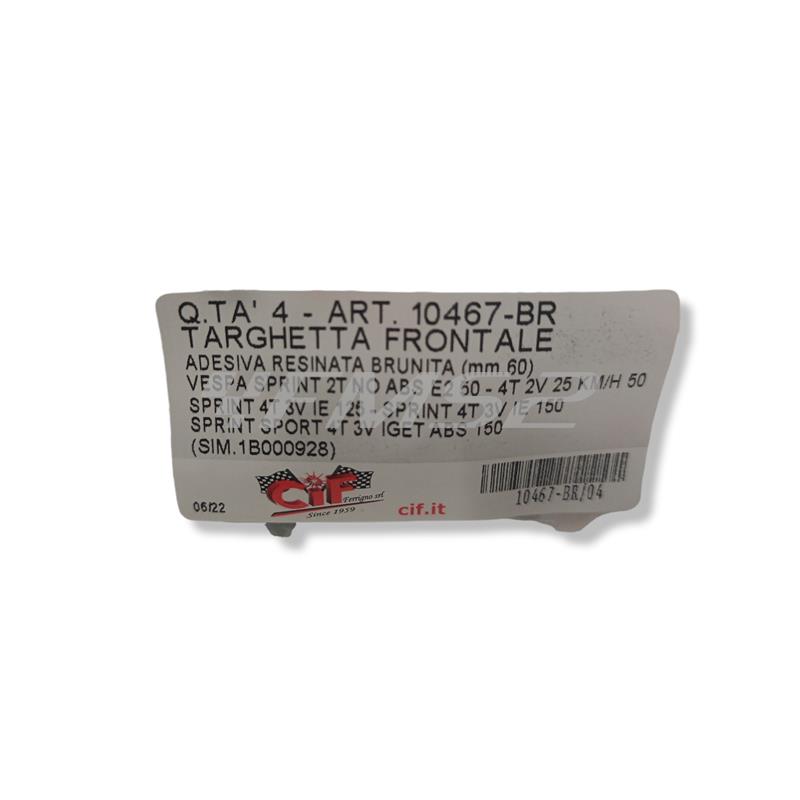 Q.TA' 4 - ART. 10467-BR
TARGHETTA FRONTALE
ADESIVA RESINATA BRUNITA (mm 60)
VESPA SPRINT 2T NO ABS E2 50 - 4T 2V 25 KM/H 50
SPRINT 4T 3V IE 125 - SPRINT 4T 3V IE 150
SPRINT SPORT 4T 3V IGET ABS 150
(SIM.1B000928)
06/22
CiF
Ferrigno srl
Since 1959
cif.it
10467-BR/04